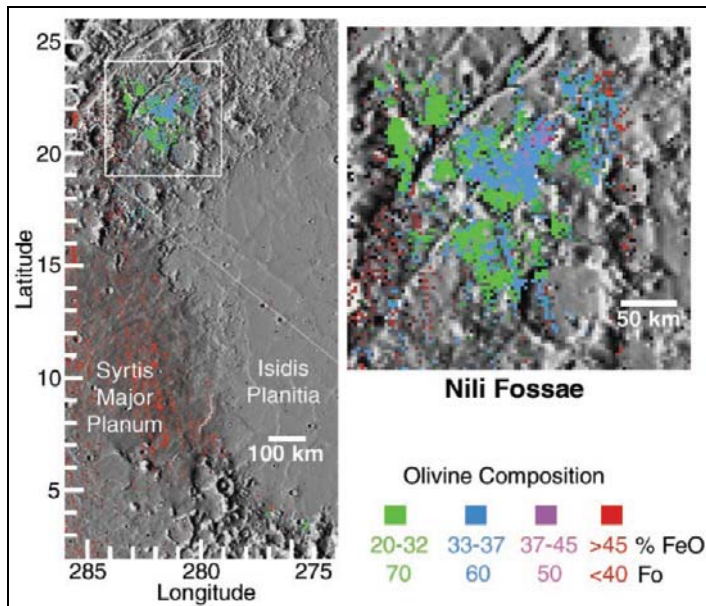 25
20
15
10
5
Latitude
285
280
275
Longitude
Syrtis
Major
Planum
Isidis
Planitia
100 km
50 km
Nili Fossae
Olivine Composition
20-32 33-37 37-45 >45 % FeO
70 60 50 <40 Fo